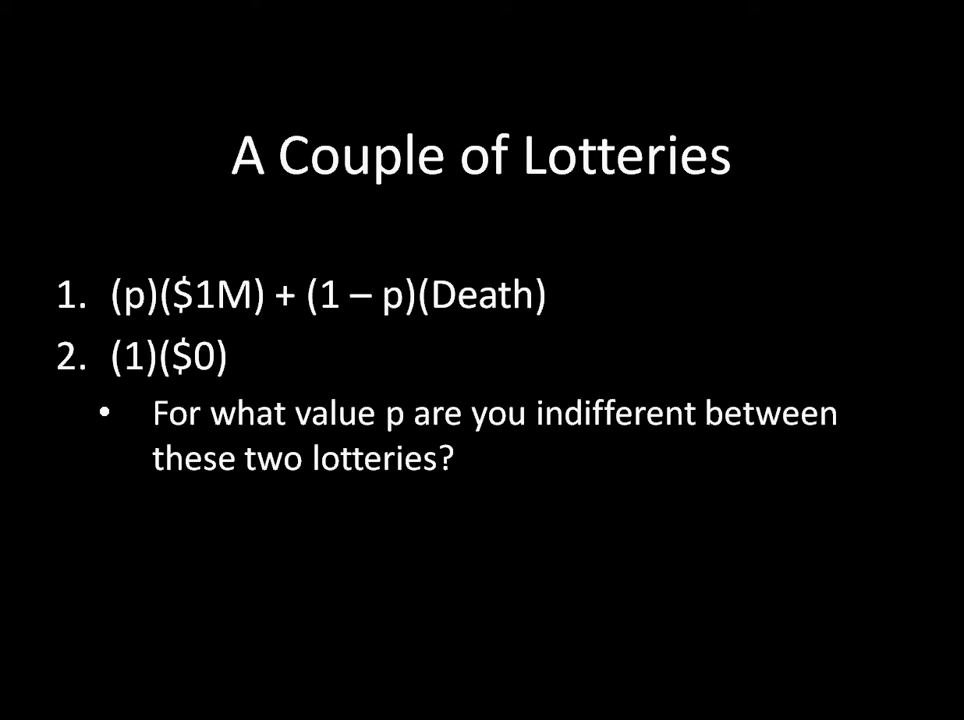 A Couple of Lotteries
1. (p)($1M) + (1 – p)(Death)
2. (1)($0)
• For what value p are you indifferent between
these two lotteries?